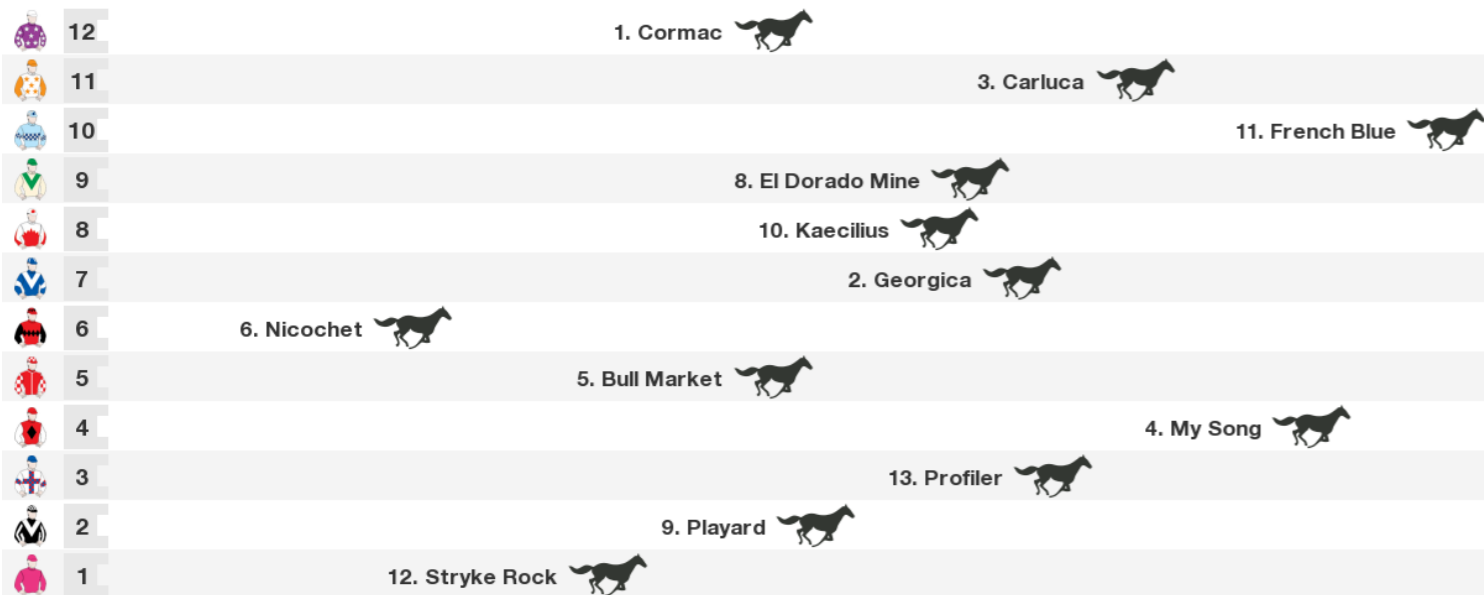 12 1. Cormac
11 3. Carluca
10 11. French Blue
9 8. El Dorado Mine
8 10. Kaecilius
7 2. Georgica
6 6. Nicochet
5 5. Bull Market
4 4. My Song
3 13. Profiler
2 9. Playard
1 12. Stryke Rock